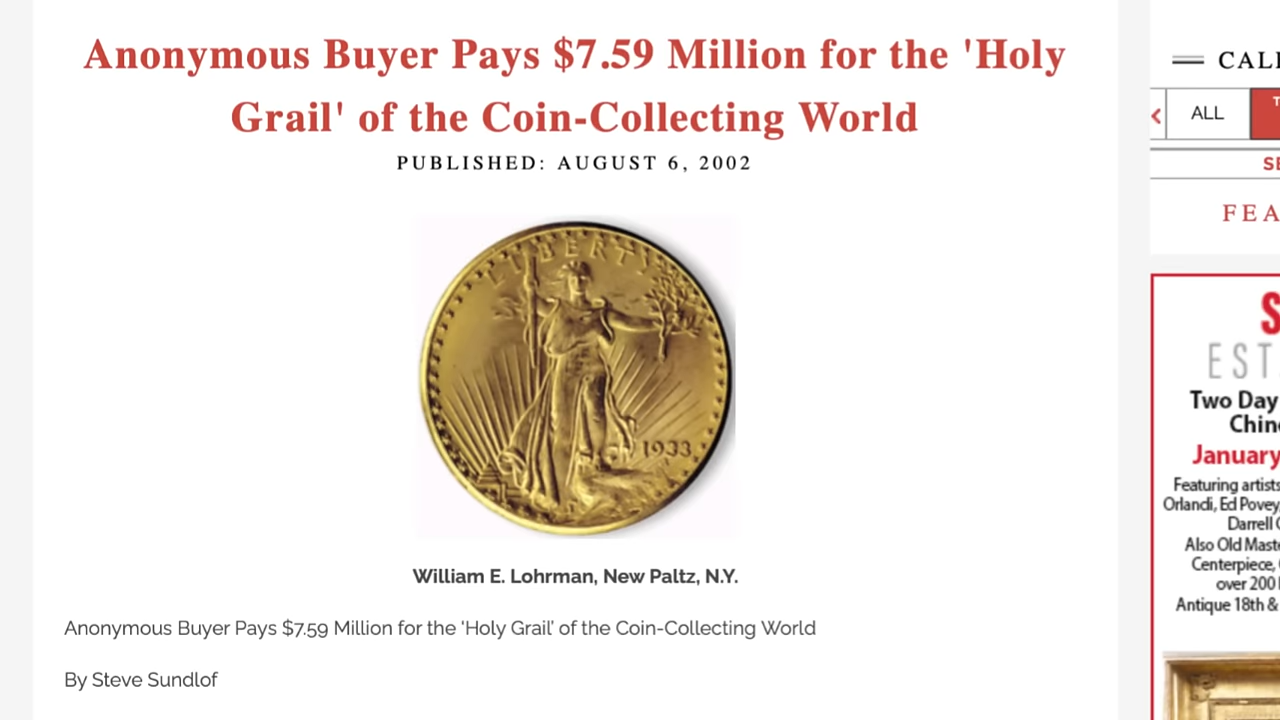 Anonymous Buyer Pays $7.59 Million for the 'Holy
Grail' of the Coin-Collecting World
PUBLISHED: AUGUST 6, 2002
LIBERTY
1933
William E. Lohrman, New Paltz, N.Y.
Anonymous Buyer Pays $7.59 Million for the 'Holy Grail' of the Coin-Collecting World
By Steve Sundlof
ALL
Two Day
January
Featuring artists
Orlandi, Ed Povey,
Darrell
Also Old Mast
Centerpiece,
over 200
Antique 18th &